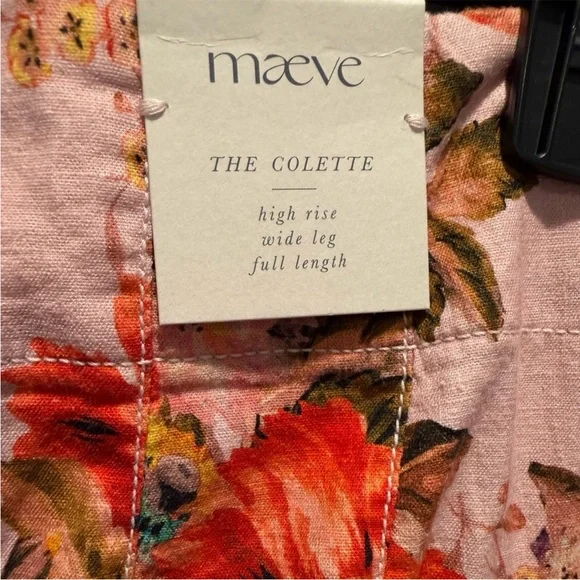 mæve
THE COLETTE
high rise
wide leg
full length